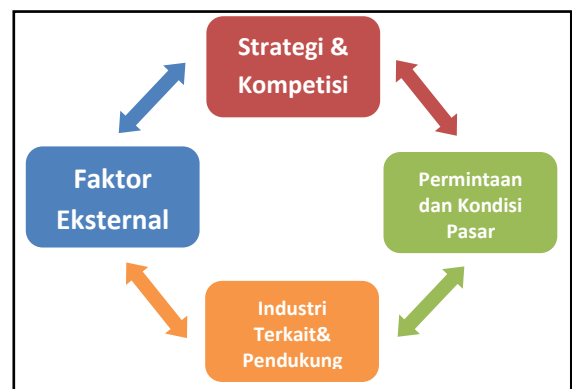 Strategi &
Kompetisi
Faktor
Eksternal
Permintaan
dan Kondisi
Pasar
Industri
Terkait&
Pendukung